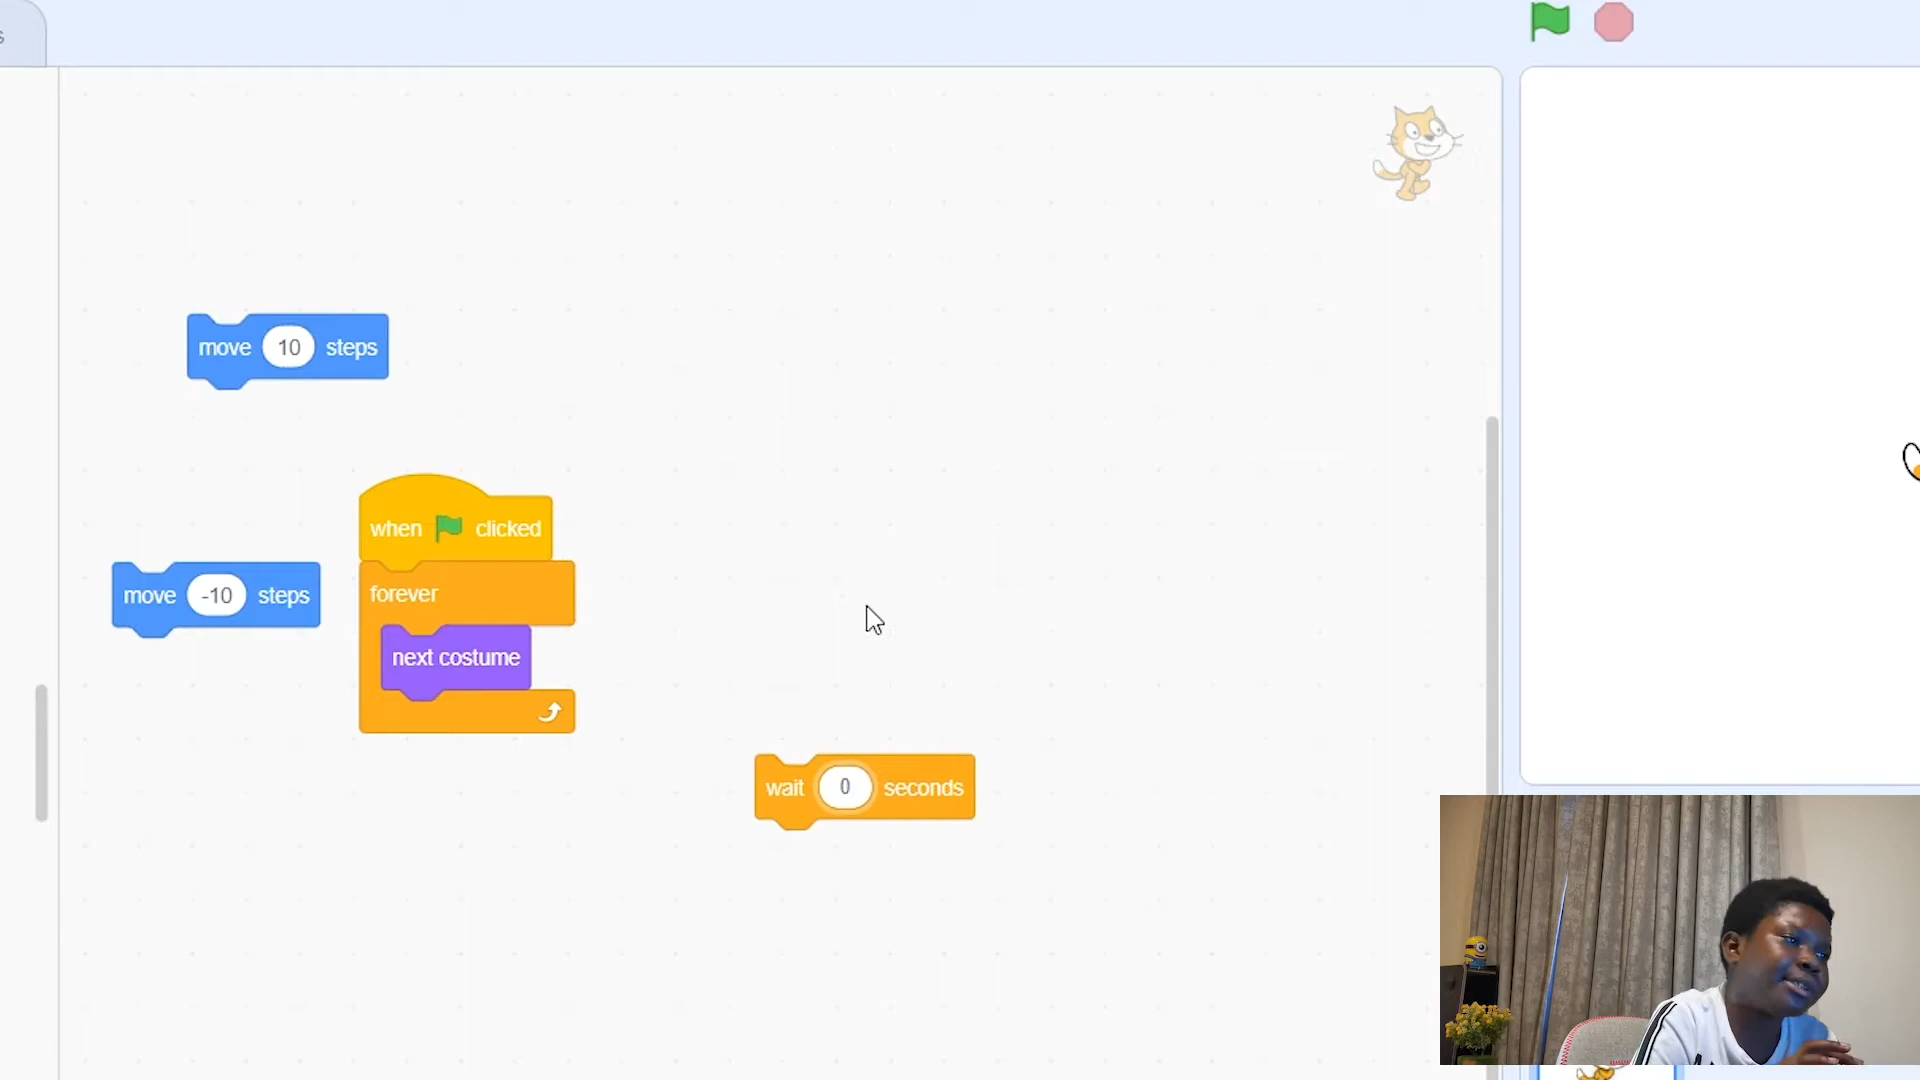 s
move 10 steps
when clicked
move -10 steps
forever
next costume
wait 0 seconds